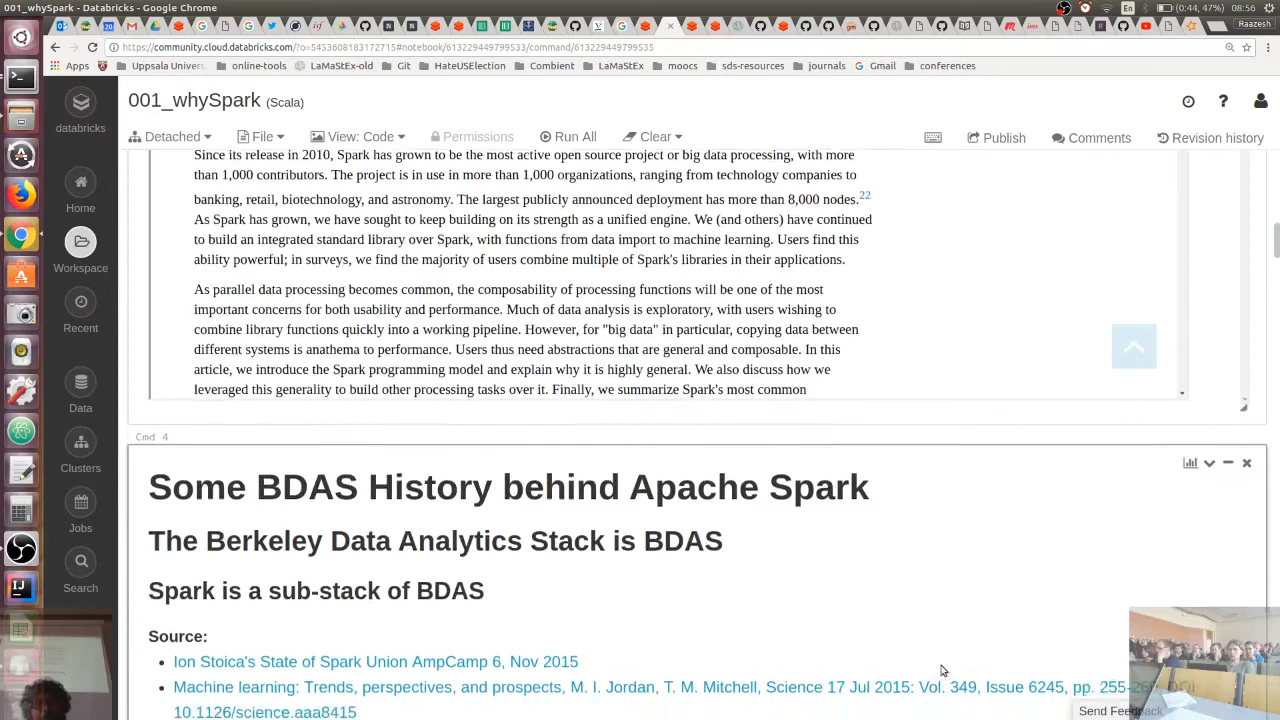 001_whySpark - Databricks - Google Chrome
En
(0:44, 47%)
08:56
Raazesh
https://community.cloud.databricks.com/?o=5453608183172715#notebook/613229449799533/command/613229449799535
Apps
Uppsala Univer
online-tools
LaMaStEx-old
Git
HateUSElection
Combient
LaMaStEx
moocs
sds-resources
journals
Gmail
conferences
001_whySpark (Scala)
Detached
File
View: Code
Permissions
Run All
Clear
Publish
Comments
Revision history
databricks
Home
Workspace
Recent
Data
Clusters
Jobs
Search
Since its release in 2010, Spark has grown to be the most active open source project or big data processing, with more
than 1,000 contributors. The project is in use in more than 1,000 organizations, ranging from technology companies to
banking, retail, biotechnology, and astronomy. The largest publicly announced deployment has more than 8,000 nodes.22
As Spark has grown, we have sought to keep building on its strength as a unified engine. We (and others) have continued
to build an integrated standard library over Spark, with functions from data import to machine learning. Users find this
ability powerful; in surveys, we find the majority of users combine multiple of Spark's libraries in their applications.
As parallel data processing becomes common, the composability of processing functions will be one of the most
important concerns for both usability and performance. Much of data analysis is exploratory, with users wishing to
combine library functions quickly into a working pipeline. However, for "big data" in particular, copying data between
different systems is anathema to performance. Users thus need abstractions that are general and composable. In this
article, we introduce the Spark programming model and explain why it is highly general. We also discuss how we
leveraged this generality to build other processing tasks over it. Finally, we summarize Spark's most common
Cmd 4
Some BDAS History behind Apache Spark
The Berkeley Data Analytics Stack is BDAS
Spark is a sub-stack of BDAS
Source:
• Ion Stoica's State of Spark Union AmpCamp 6, Nov 2015
• Machine learning: Trends, perspectives, and prospects, M. I. Jordan, T. M. Mitchell, Science 17 Jul 2015: Vol. 349, Issue 6245, pp. 255-260, DOI:
10.1126/science.aaa8415
Send Feedback